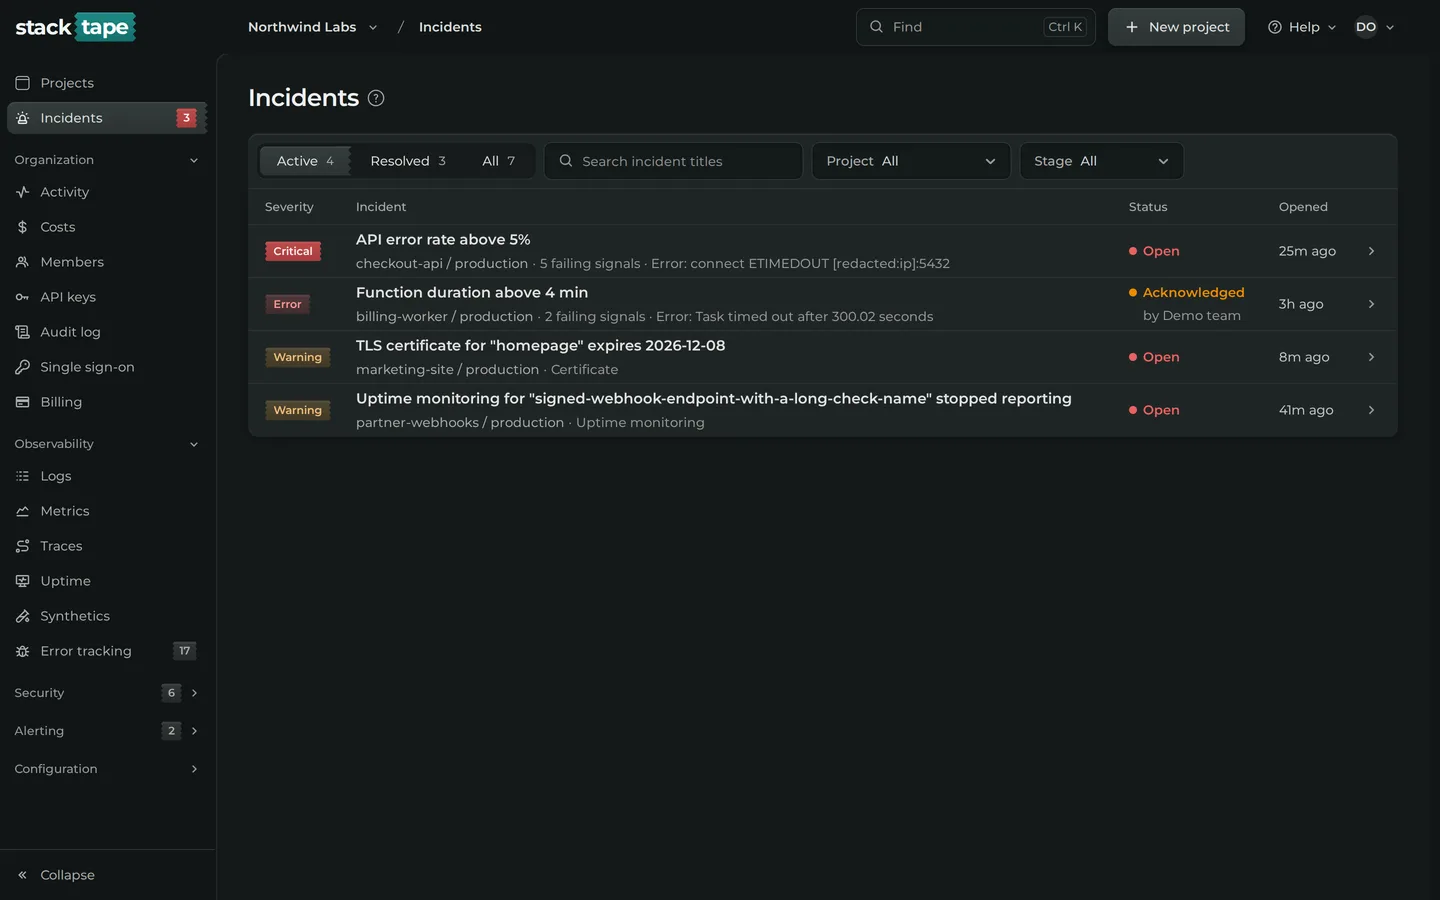 stack tape
Northwind Labs / Incidents
Find Ctrl K
New project
Help
DO
Projects
Incidents 3
Organization
Activity
Costs
Members
API keys
Audit log
Single sign-on
Billing
Observability
Logs
Metrics
Traces
Uptime
Synthetics
Error tracking 17
Security 6
Alerting 2
Configuration
Collapse
Incidents ?
Active 4 Resolved 3 All 7
Search incident titles
Project All
Stage All
Severity Incident Status Opened
Critical
API error rate above 5%
checkout-api / production · 5 failing signals · Error: connect ETIMEDOUT [redacted:ip]:5432
Open
25m ago
Error
Function duration above 4 min
billing-worker / production · 2 failing signals · Error: Task timed out after 300.02 seconds
Acknowledged
by Demo team
3h ago
Warning
TLS certificate for "homepage" expires 2026-12-08
marketing-site / production · Certificate
Open
8m ago
Warning
Uptime monitoring for "signed-webhook-endpoint-with-a-long-check-name" stopped reporting
partner-webhooks / production · Uptime monitoring
Open
41m ago